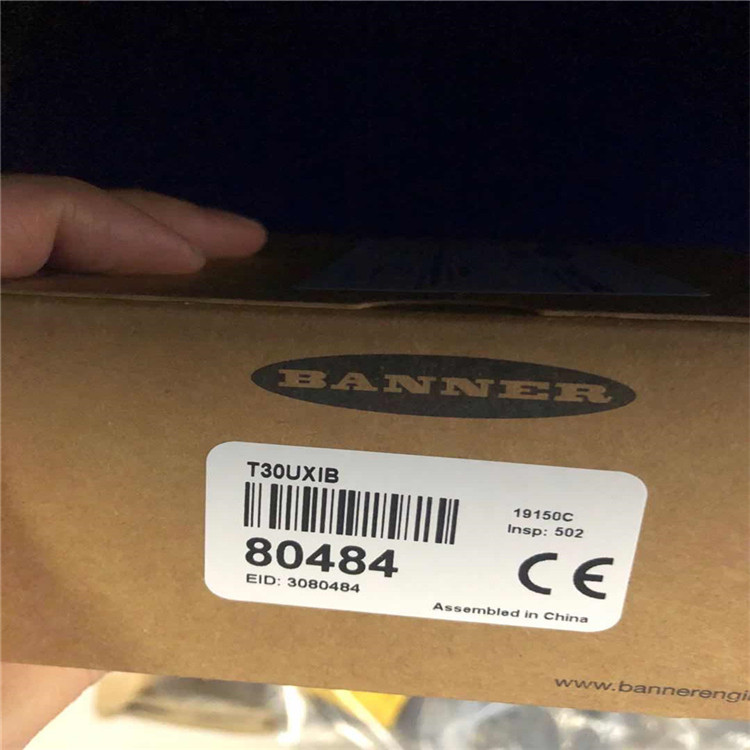 BANNER
T30UXIB
19150C
Insp: 502
80484
EID: 3080484
CE
Assembled in China
www.bannerengi